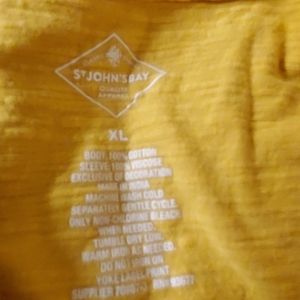 ST JOHN'S BAY
QUALITY
APPAREL
XL
BODY: 100% COTTON
SLEEVE: 100% VISCOSE
EXCLUSIVE OF DECORATION
MADE IN INDIA
MACHINE WASH COLD
SEPARATELY GENTLE CYCLE.
ONLY NON-CHLORINE BLEACH
WHEN NEEDED.
TUMBLE DRY LOW.
WARM IRON AS NEEDED.
DO NOT IRON ON
YOKE LABEL PRINT
SUPPLIER RN#